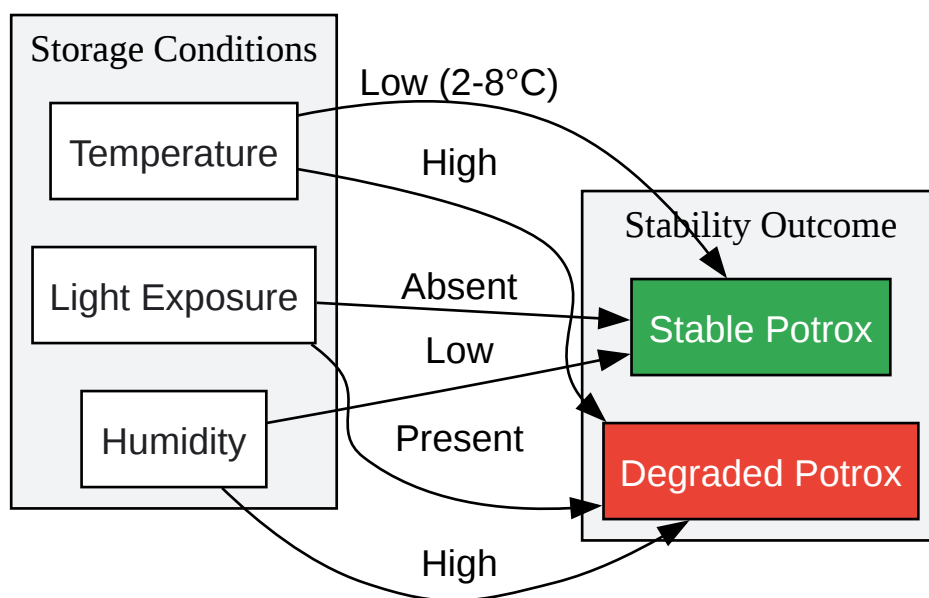 Storage Conditions
Low (2-8°C)
Temperature
High
Stability Outcome
Light Exposure
Absent
Stable Potrox
Low
Humidity
Present
Degraded Potrox
High